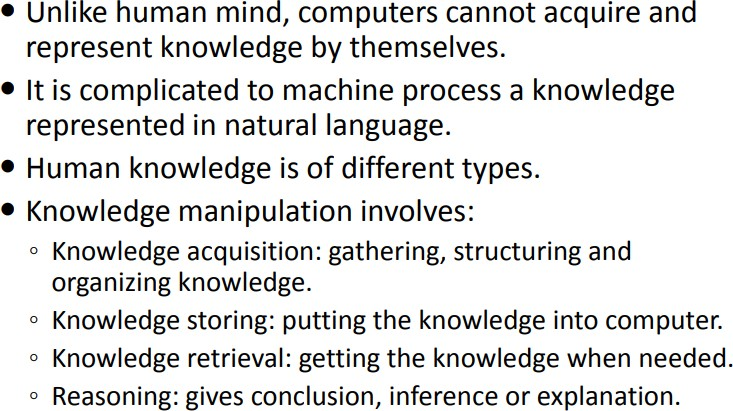 • Unlike human mind, computers cannot acquire and
represent knowledge by themselves.
• It is complicated to machine process a knowledge
represented in natural language.
• Human knowledge is of different types.
• Knowledge manipulation involves:
◦ Knowledge acquisition: gathering, structuring and
organizing knowledge.
◦ Knowledge storing: putting the knowledge into computer.
◦ Knowledge retrieval: getting the knowledge when needed.
◦ Reasoning: gives conclusion, inference or explanation.